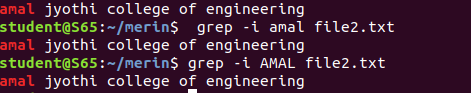 amal jyothi college of engineering
student@S65:~/merin$  grep -i amal file2.txt
amal jyothi college of engineering
student@S65:~/merin$ grep -i AMAL file2.txt
amal jyothi college of engineering